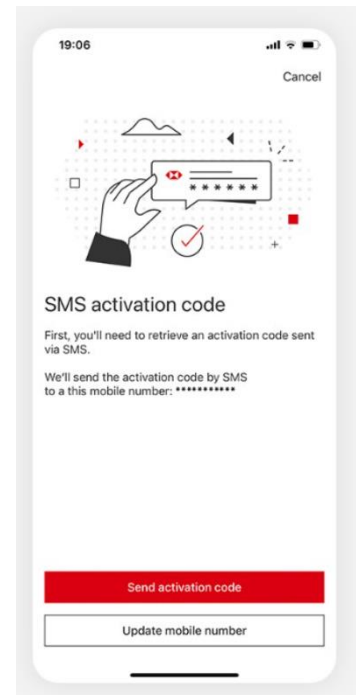 19:06
Cancel
******
SMS activation code
First, you'll need to retrieve an activation code sent
via SMS.
We'll send the activation code by SMS
to a this mobile number: ***********
Send activation code
Update mobile number